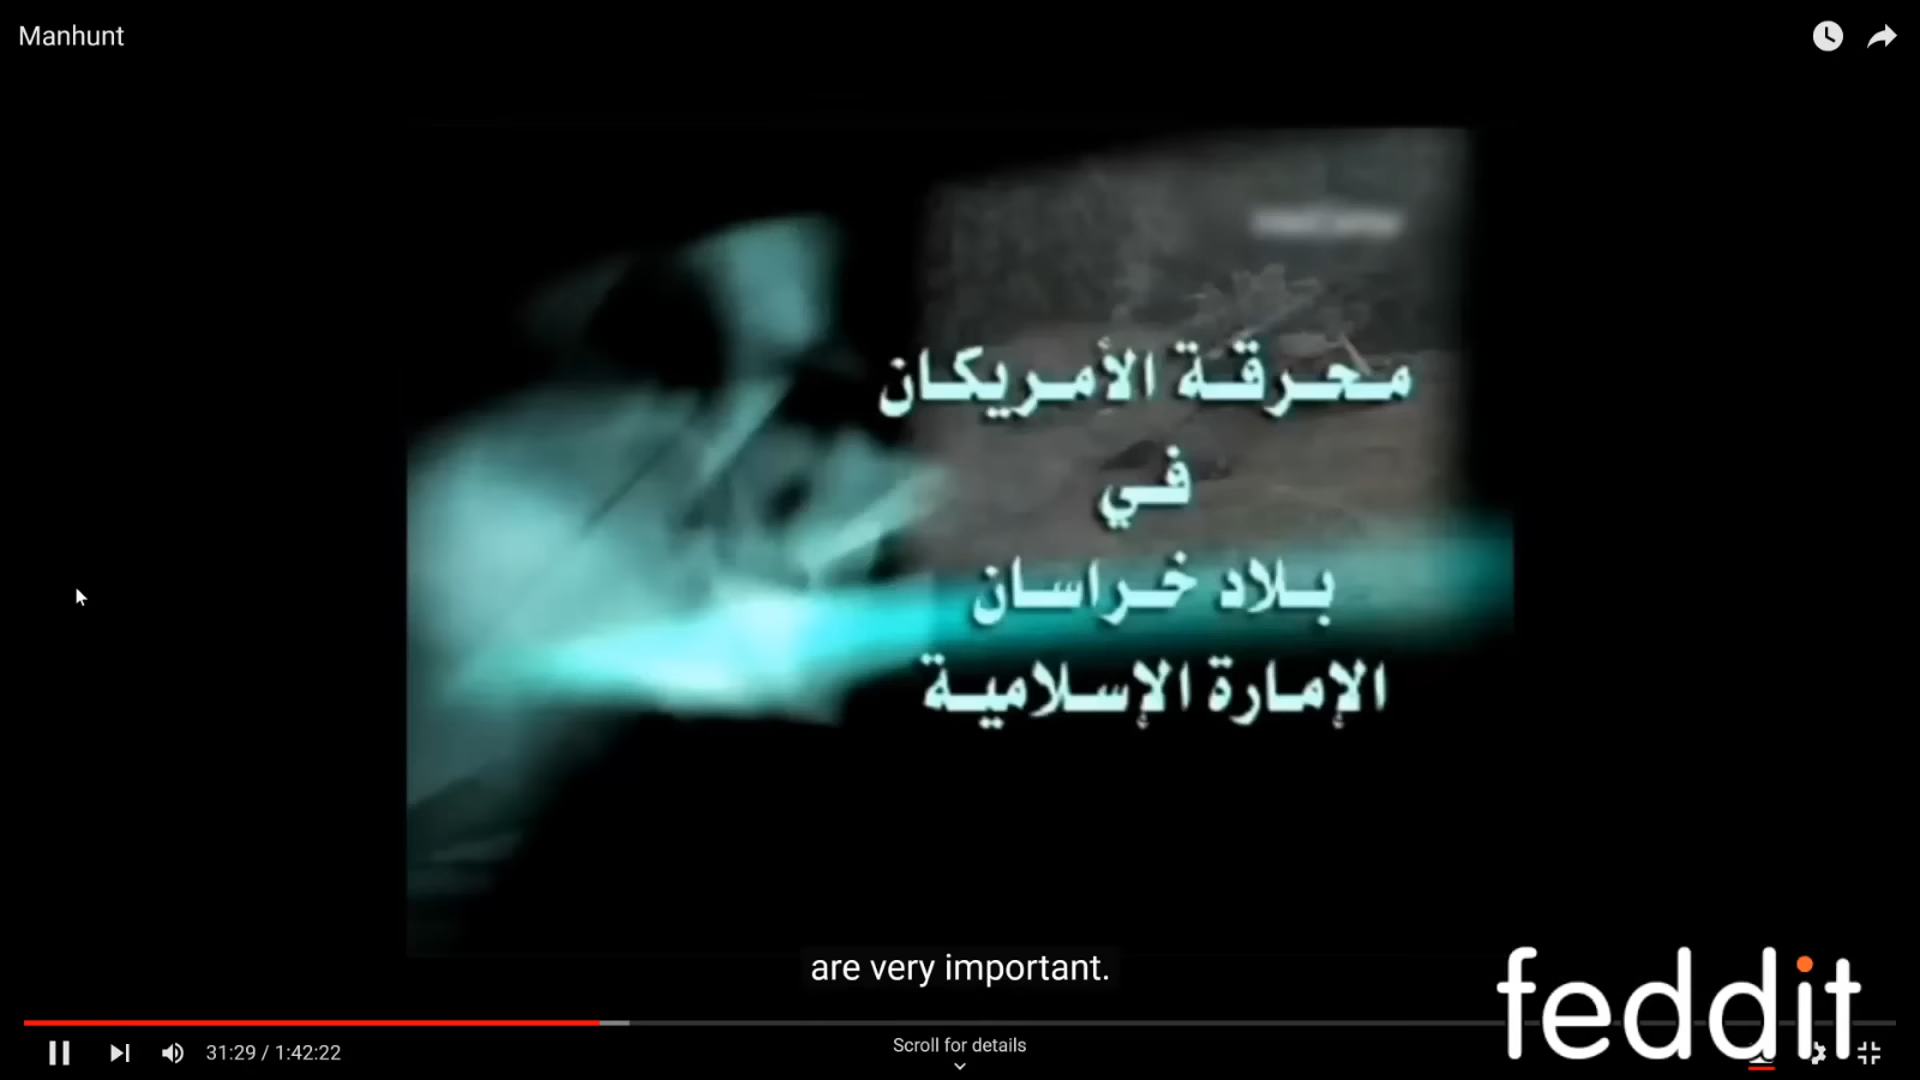 Manhunt
محرقة الأمريكان
في
بلاد خراسان
الإمارة الإسلامية
are very important.
31:29 / 1:42:22
Scroll for details
feddit